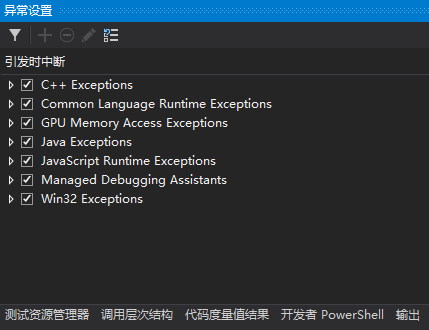 异常设置
引发时中断
C++ Exceptions
Common Language Runtime Exceptions
GPU Memory Access Exceptions
Java Exceptions
JavaScript Runtime Exceptions
Managed Debugging Assistants
Win32 Exceptions
测试资源管理器 调用层次结构 代码度量值结果 开发者 PowerShell 输出